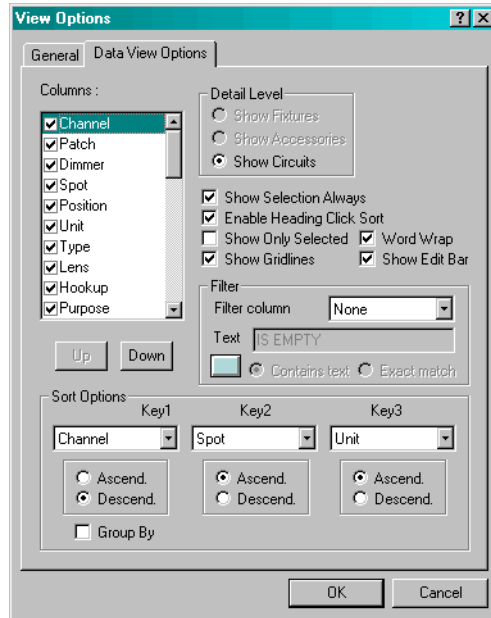 View Options
General
Data View Options
Columns :
Channel
Patch
Dimmer
Spot
Position
Unit
Type
Lens
Hookup
Purpose
Up
Down
Detail Level
Show Fixtures
Show Accessories
Show Circuits
Show Selection Always
Enable Heading Click Sort
Show Only Selected
Word Wrap
Show Gridlines
Show Edit Bar
Filter
Filter column
None
Text
IS EMPTY
Contains text
Exact match
Sort Options
Key1
Key2
Key3
Channel
Spot
Unit
Ascend.
Descend.
Ascend.
Descend.
Ascend.
Descend.
Group By
OK
Cancel